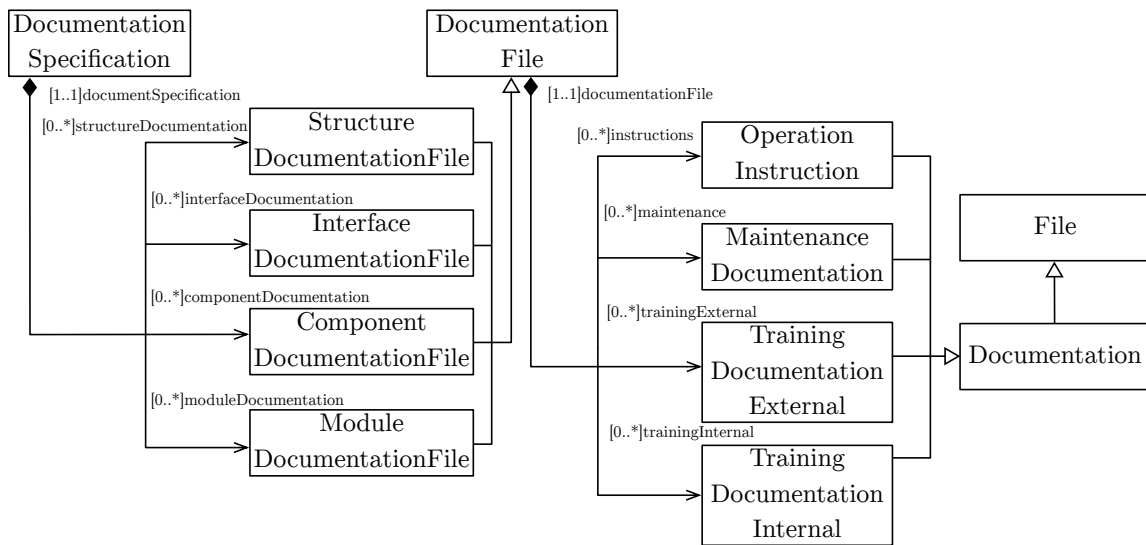 Documentation
Specification
Documentation
File
[1..1]documentSpecification
[1..1]documentationFile
[0..*]structureDocumentation
Structure
DocumentationFile
[0..*]interfaceDocumentation
Interface
DocumentationFile
[0..*]componentDocumentation
Component
DocumentationFile
[0..*]moduleDocumentation
Module
DocumentationFile
[0..*]instructions
Operation
Instruction
[0..*]maintenance
Maintenance
Documentation
[0..*]trainingExternal
Training
Documentation
External
[0..*]trainingInternal
Training
Documentation
Internal
File
Documentation